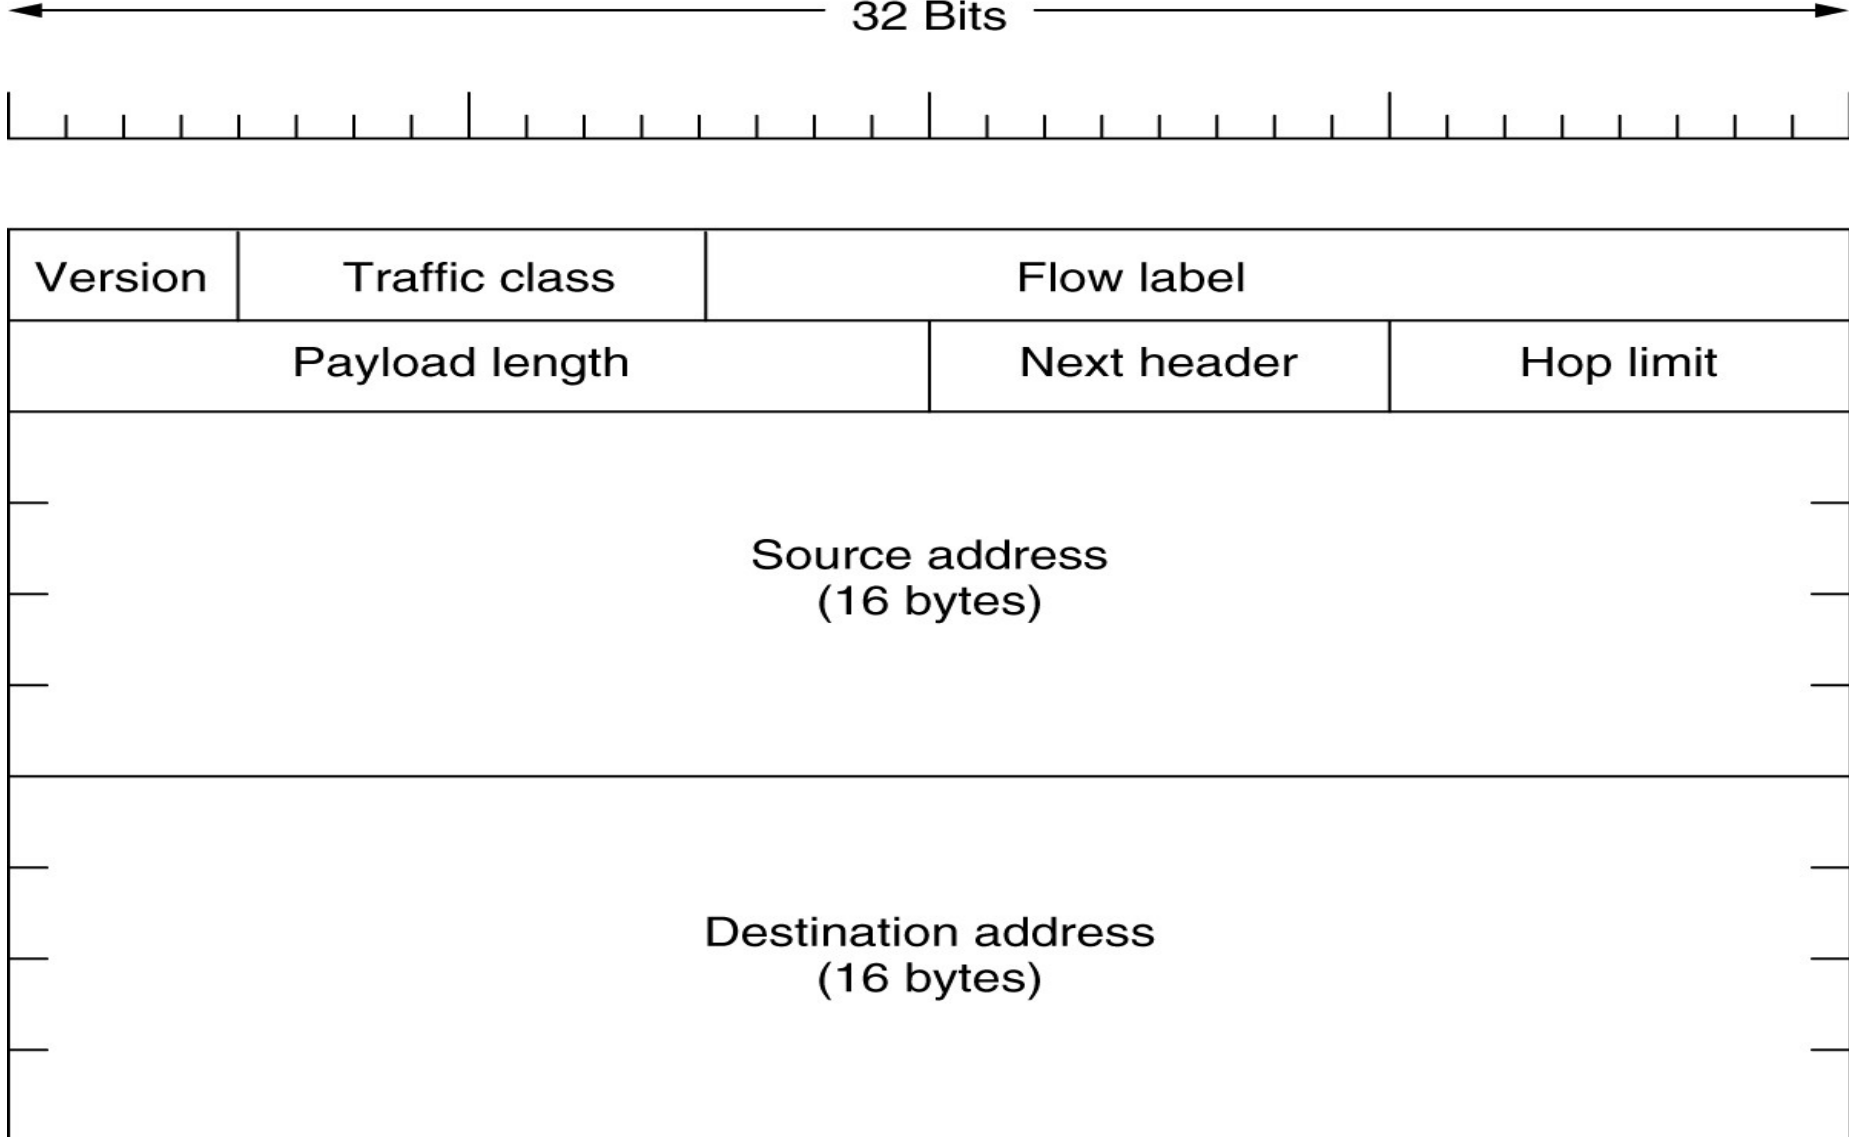 32 Bits
Version Traffic class Flow label
Payload length Next header Hop limit
Source address
(16 bytes)
Destination address
(16 bytes)